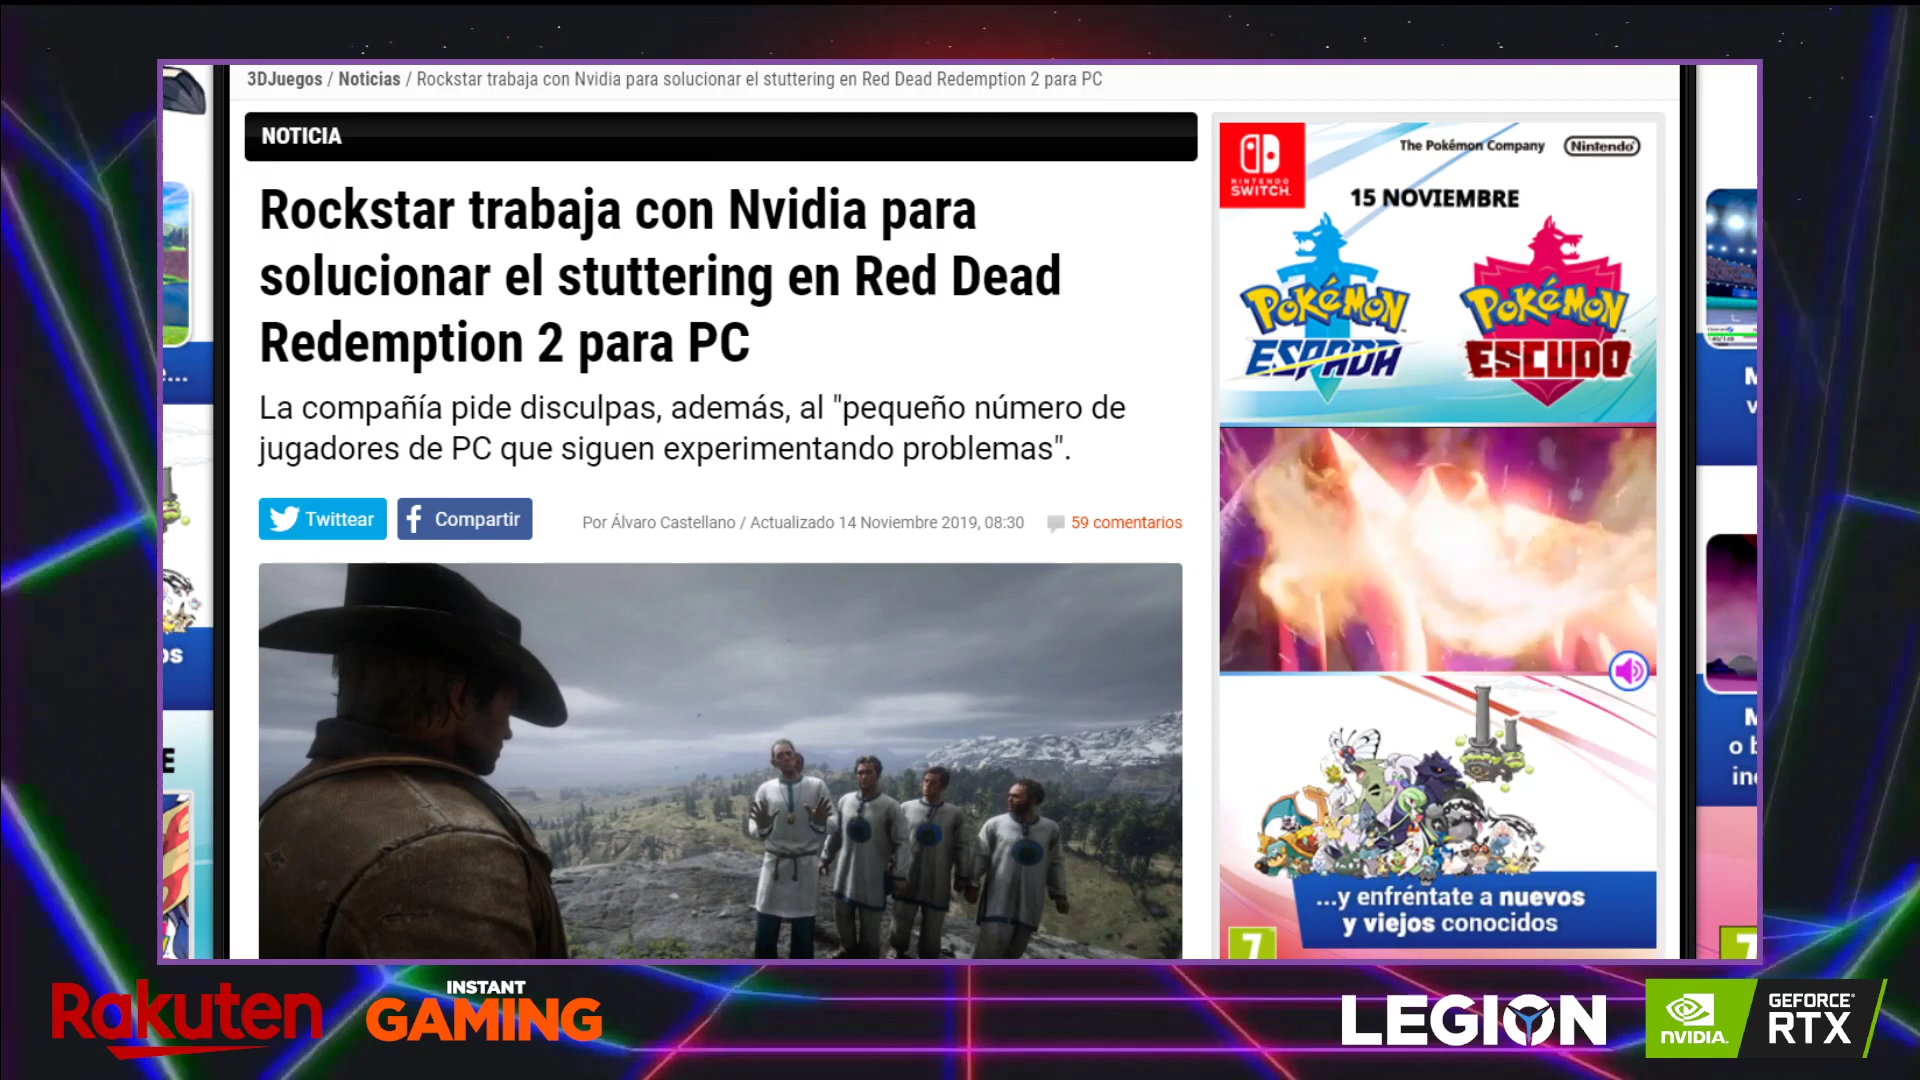 3DJuegos / Noticias / Rockstar trabaja con Nvidia para solucionar el stuttering en Red Dead Redemption 2 para PC
NOTICIA
Rockstar trabaja con Nvidia para
solucionar el stuttering en Red Dead
Redemption 2 para PC
La compañía pide disculpas, además, al "pequeño número de
jugadores de PC que siguen experimentando problemas".
Twittear
Compartir
Por Álvaro Castellano / Actualizado 14 Noviembre 2019, 08:30
59 comentarios
NINTENDO
SWITCH
The Pokémon Company
Nintendo
15 NOVIEMBRE
POKÉMON
ESPADA
POKÉMON
ESCUDO
...y enfréntate a nuevos
y viejos conocidos
7
7
Rakuten
INSTANT
GAMING
LEGION
NVIDIA.
GEFORCE
RTX